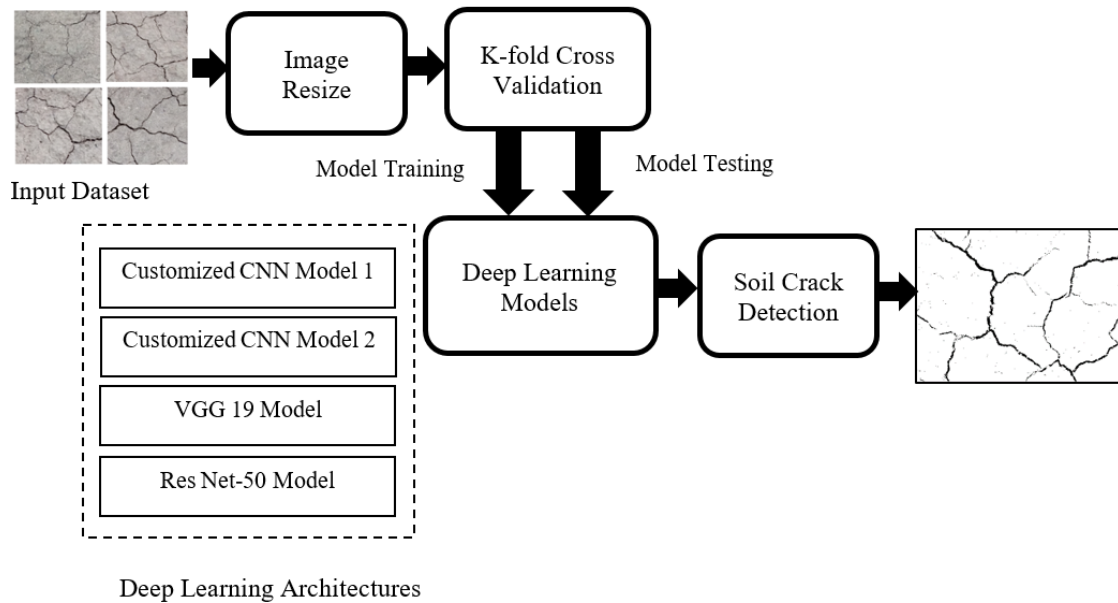 Image
Resize
K-fold Cross
Validation
Model Training
Model Testing
Input Dataset
Customized CNN Model 1
Customized CNN Model 2
VGG 19 Model
Res Net-50 Model
Deep Learning
Models
Soil Crack
Detection
Deep Learning Architectures